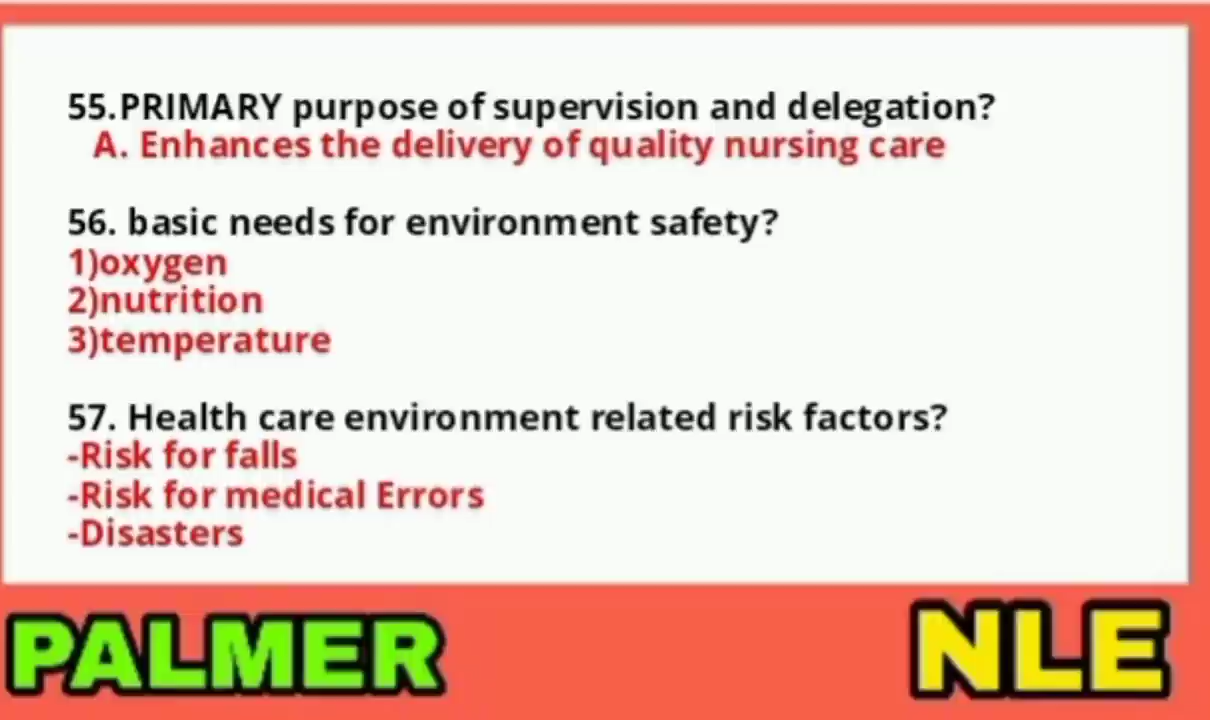 55.PRIMARY purpose of supervision and delegation?
A. Enhances the delivery of quality nursing care
56. basic needs for environment safety?
1)oxygen
2)nutrition
3)temperature
57. Health care environment related risk factors?
-Risk for falls
-Risk for medical Errors
-Disasters
PALMER
NLE